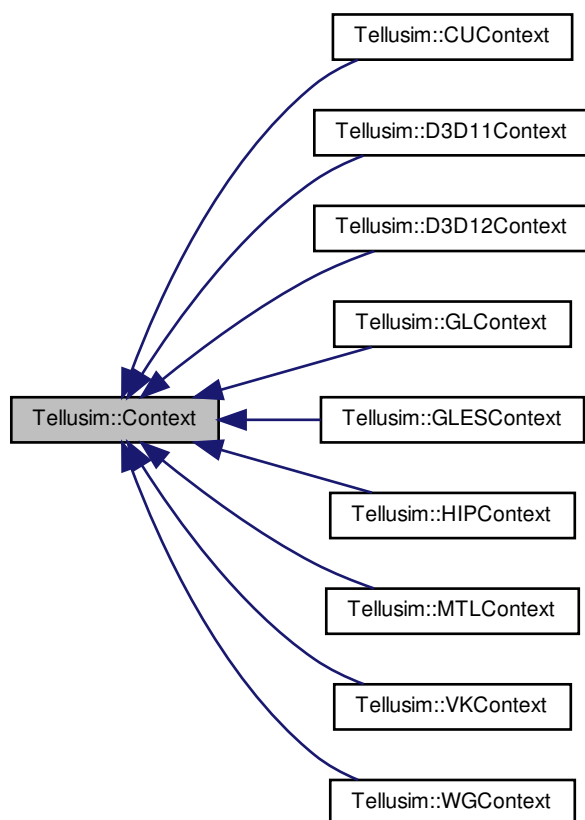 Tellusim::CUContext
Tellusim::D3D11Context
Tellusim::D3D12Context
Tellusim::GLContext
Tellusim::Context
Tellusim::GLESContext
Tellusim::HIPContext
Tellusim::MTLContext
Tellusim::VKContext
Tellusim::WGContext